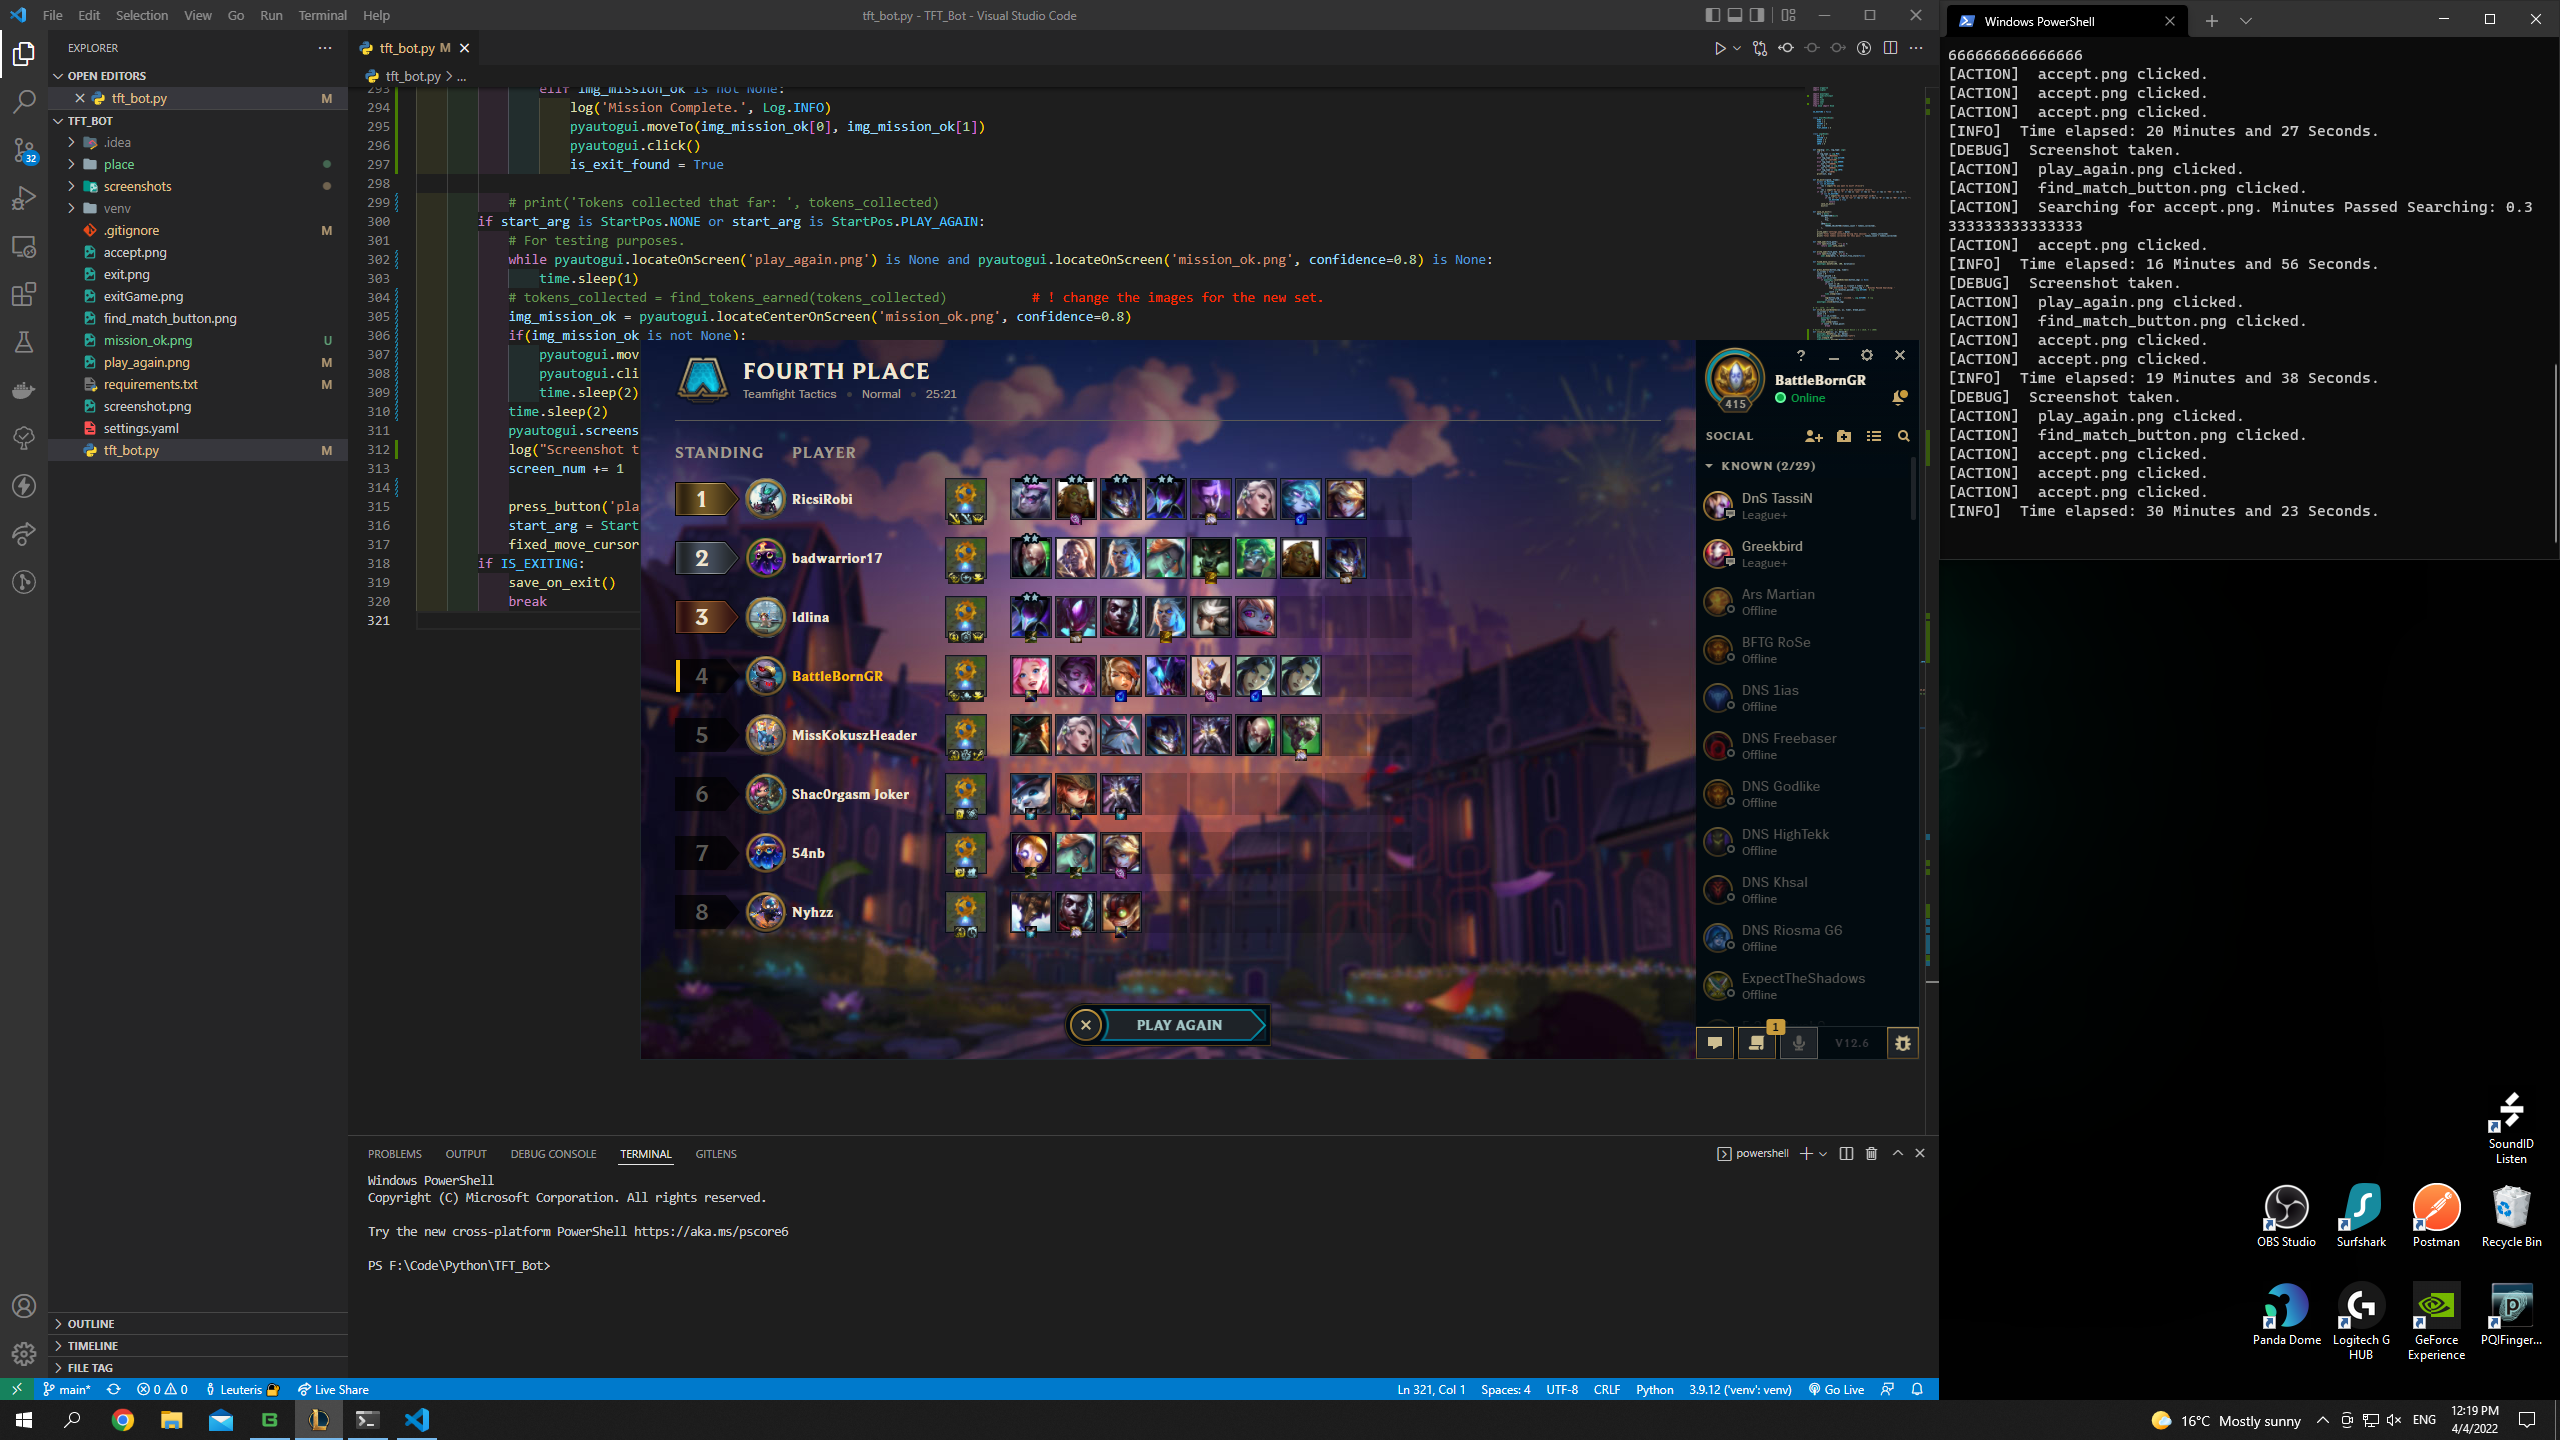 File Edit Selection View Go Run Terminal Help
tft_bot.py - TFT_Bot - Visual Studio Code
EXPLORER
OPEN EDITORS
tft_bot.py M
TFT_BOT
.idea
place
screenshots
venv
.gitignore M
accept.png
exit.png
exitGame.png
find_match_button.png
mission_ok.png U
play_again.png M
requirements.txt M
screenshot.png
settings.yaml
tft_bot.py M
32
OUTLINE
TIMELINE
FILE TAG
tft_bot.py M
tft_bot.py > ...
293 elif img_mission_ok is not None:
294 log('Mission Complete.', Log.INFO)
295 pyautogui.moveTo(img_mission_ok[0], img_mission_ok[1])
296 pyautogui.click()
297 is_exit_found = True
298
299 # print('Tokens collected that far: ', tokens_collected)
300 if start_arg is StartPos.NONE or start_arg is StartPos.PLAY_AGAIN:
301 # For testing purposes.
302 while pyautogui.locateOnScreen('play_again.png') is None and pyautogui.locateOnScreen('mission_ok.png', confidence=0.8) is None:
303 time.sleep(1)
304 # tokens_collected = find_tokens_earned(tokens_collected) # ! change the images for the new set.
305 img_mission_ok = pyautogui.locateCenterOnScreen('mission_ok.png', confidence=0.8)
306 if(img_mission_ok is not None):
307 pyautogui.mov
308 pyautogui.cli
309 time.sleep(2)
310 time.sleep(2)
311 pyautogui.screens
312 log("Screenshot t
313 screen_num += 1
314
315 press_button('pla
316 start_arg = Start
317 fixed_move_cursor
318 if IS_EXITING:
319 save_on_exit()
320 break
321
FOURTH PLACE
Teamfight Tactics • Normal • 25:21
STANDING PLAYER
1 RicsiRobi
2 badwarrior17
3 Idlina
4 BattleBornGR
5 MissKokuszHeader
6 Shac0rgasm Joker
7 54nb
8 Nyhzz
PLAY AGAIN
BattleBornGR
415
Online
SOCIAL
KNOWN (2/29)
DnS TassiN
League+
Greekbird
League+
Ars Martian
Offline
BFTG RoSe
Offline
DNS 1ias
Offline
DNS Freebaser
Offline
DNS Godlike
Offline
DNS HighTekk
Offline
DNS Khsal
Offline
DNS Riosma G6
Offline
ExpectTheShadows
Offline
1
V12.6
PROBLEMS OUTPUT DEBUG CONSOLE TERMINAL GITLENS
powershell
Windows PowerShell
Copyright (C) Microsoft Corporation. All rights reserved.
Try the new cross-platform PowerShell https://aka.ms/pscore6
PS F:\Code\Python\TFT_Bot>
main* 0 0 Leuteris Live Share
Ln 321, Col 1 Spaces: 4 UTF-8 CRLF Python 3.9.12 ('venv': venv) Go Live
Windows PowerShell
666666666666666
[ACTION] accept.png clicked.
[ACTION] accept.png clicked.
[ACTION] accept.png clicked.
[INFO] Time elapsed: 20 Minutes and 27 Seconds.
[DEBUG] Screenshot taken.
[ACTION] play_again.png clicked.
[ACTION] find_match_button.png clicked.
[ACTION] Searching for accept.png. Minutes Passed Searching: 0.3
333333333333333
[ACTION] accept.png clicked.
[INFO] Time elapsed: 16 Minutes and 56 Seconds.
[DEBUG] Screenshot taken.
[ACTION] play_again.png clicked.
[ACTION] find_match_button.png clicked.
[ACTION] accept.png clicked.
[ACTION] accept.png clicked.
[INFO] Time elapsed: 19 Minutes and 38 Seconds.
[DEBUG] Screenshot taken.
[ACTION] play_again.png clicked.
[ACTION] find_match_button.png clicked.
[ACTION] accept.png clicked.
[ACTION] accept.png clicked.
[ACTION] accept.png clicked.
[INFO] Time elapsed: 30 Minutes and 23 Seconds.
SoundID
Listen
OBS Studio
Surfshark
Postman
Recycle Bin
Panda Dome
Logitech G
HUB
GeForce
Experience
PQIFinger...
16°C Mostly sunny
ENG
12:19 PM
4/4/2022